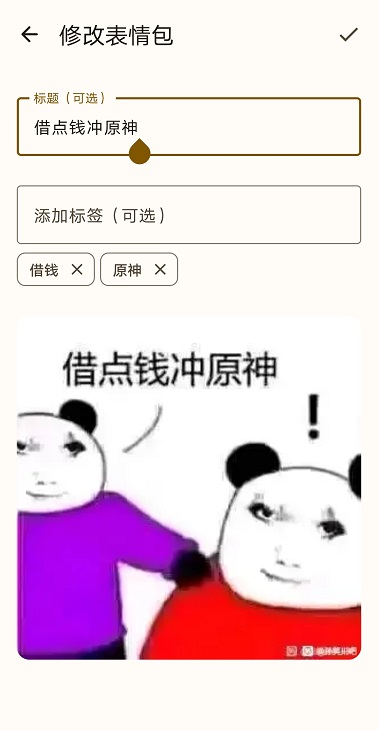 修改表情包
标题（可选）
借点钱冲原神
添加标签（可选）
借钱
原神
借点钱冲原神
！